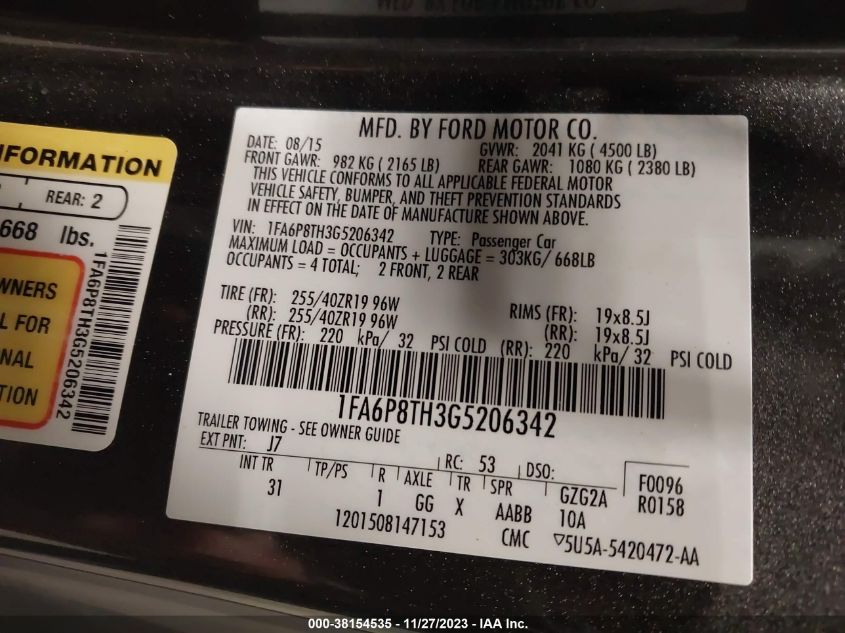 NFORMATION
REAR: 2
668 lbs.
WNERS
L FOR
NAL
TION
1FA6P8TH3G5206342
MFD. BY FORD MOTOR CO.
DATE: 08/15 GVWR: 2041 KG ( 4500 LB)
FRONT GAWR: 982 KG ( 2165 LB) REAR GAWR: 1080 KG ( 2380 LB)
THIS VEHICLE CONFORMS TO ALL APPLICABLE FEDERAL MOTOR
VEHICLE SAFETY, BUMPER, AND THEFT PREVENTION STANDARDS
IN EFFECT ON THE DATE OF MANUFACTURE SHOWN ABOVE.
VIN: 1FA6P8TH3G5206342 TYPE: Passenger Car
MAXIMUM LOAD = OCCUPANTS + LUGGAGE = 303KG/ 668LB
OCCUPANTS = 4 TOTAL; 2 FRONT, 2 REAR
TIRE (FR): 255/40ZR19 96W RIMS (FR): 19x8.5J
(RR): 255/40ZR19 96W (RR): 19x8.5J
PRESSURE (FR): 220 kPa/ 32 PSI COLD (RR): 220 kPa/ 32 PSI COLD
1FA6P8TH3G5206342
TRAILER TOWING - SEE OWNER GUIDE
EXT PNT: J7 RC: 53 DSO: F0096
INT TR TP/PS R AXLE TR SPR GZG2A R0158
31 1 GG X AABB 10A
1201508147153 CMC ▽5U5A-5420472-AA
000-38154535 - 11/27/2023 - IAA Inc.